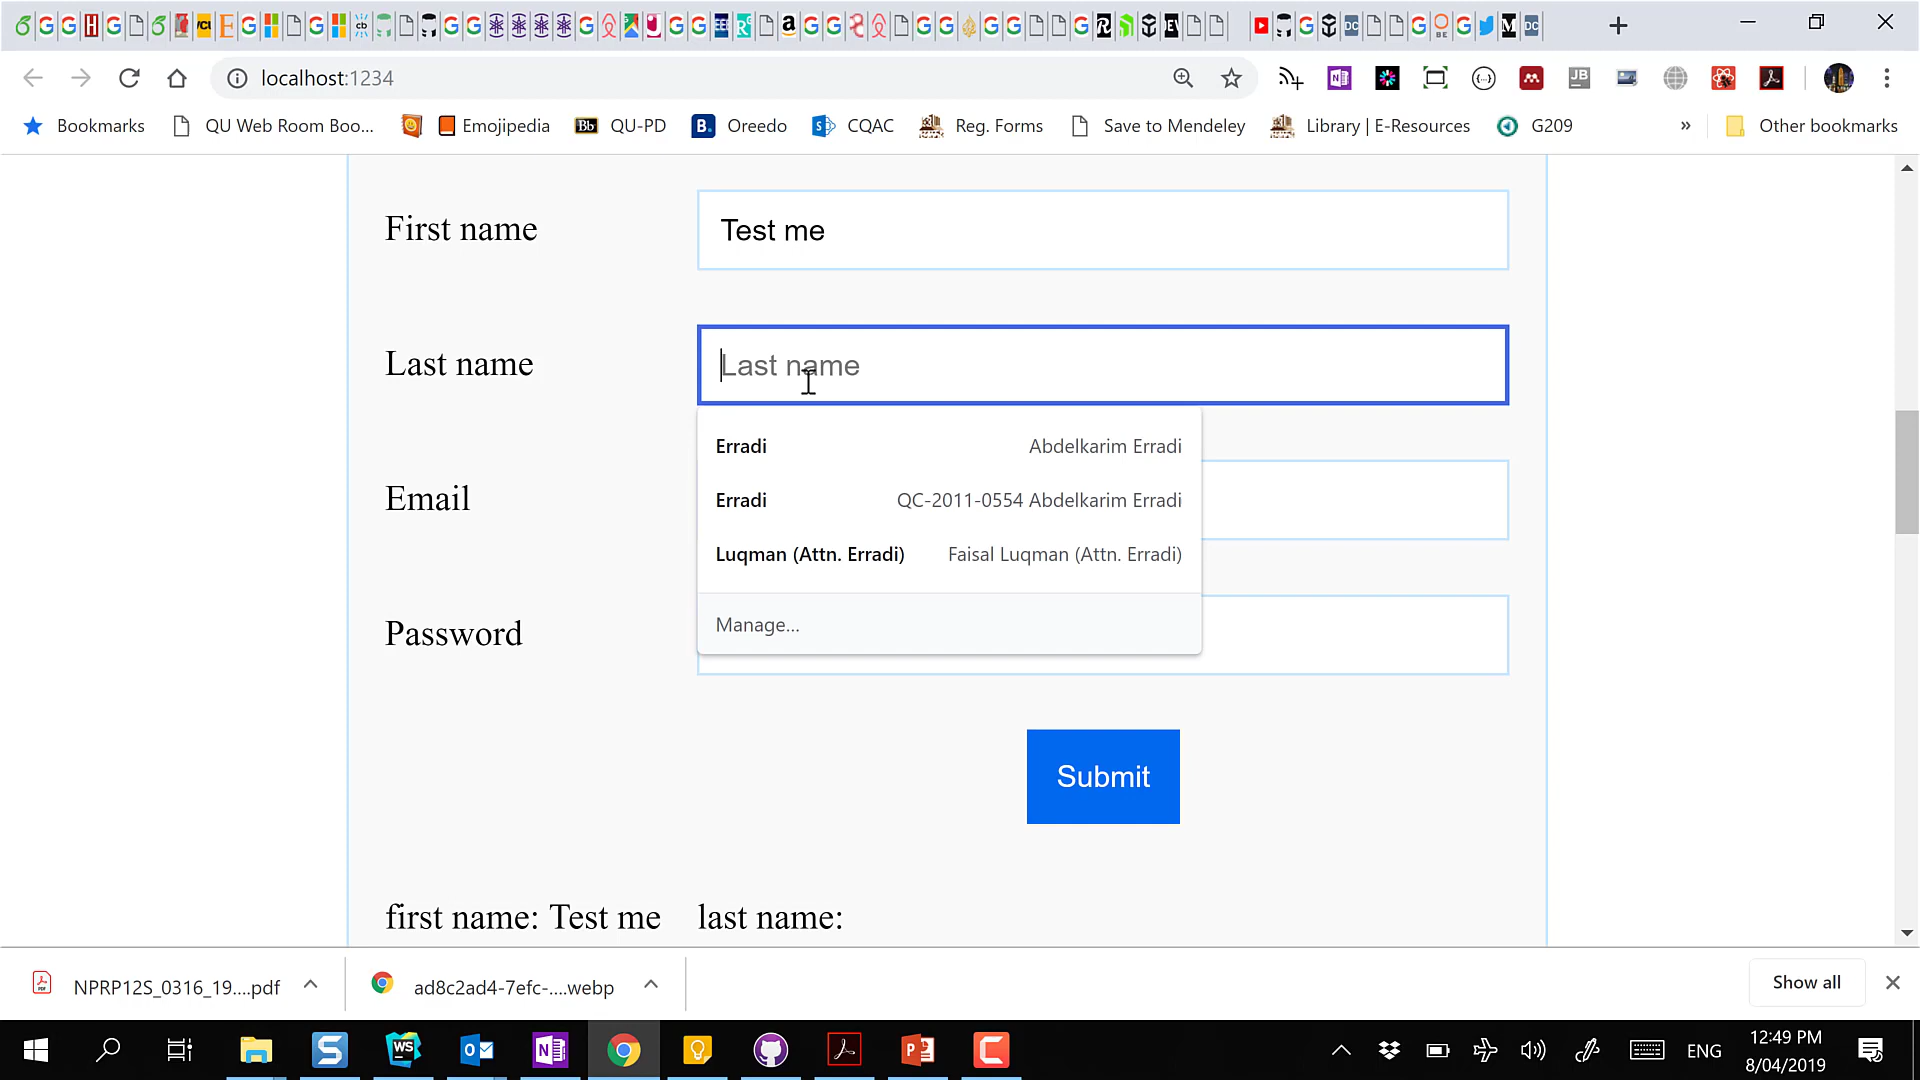 localhost:1234
Bookmarks QU Web Room Boo... Emojipedia Bb QU-PD B. Oreedo CQAC Reg. Forms Save to Mendeley Library | E-Resources G209 » Other bookmarks
First name Test me
Last name Last name
Erradi Abdelkarim Erradi
Erradi QC-2011-0554 Abdelkarim Erradi
Luqman (Attn. Erradi) Faisal Luqman (Attn. Erradi)
Manage...
Email
Password
Submit
first name: Test me last name:
NPRP12S_0316_19....pdf ad8c2ad4-7efc-....webp Show all
ENG
12:49 PM
8/04/2019